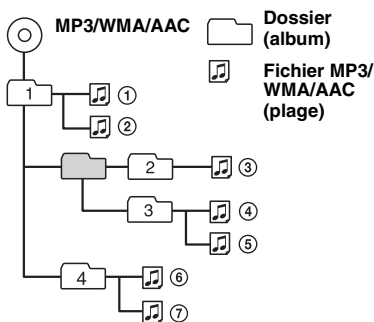 MP3/WMA/AAC
Dossier
(album)
Fichier MP3/
WMA/AAC
(plage)
1
①
②
2
③
3
④
⑤
4
⑥
⑦